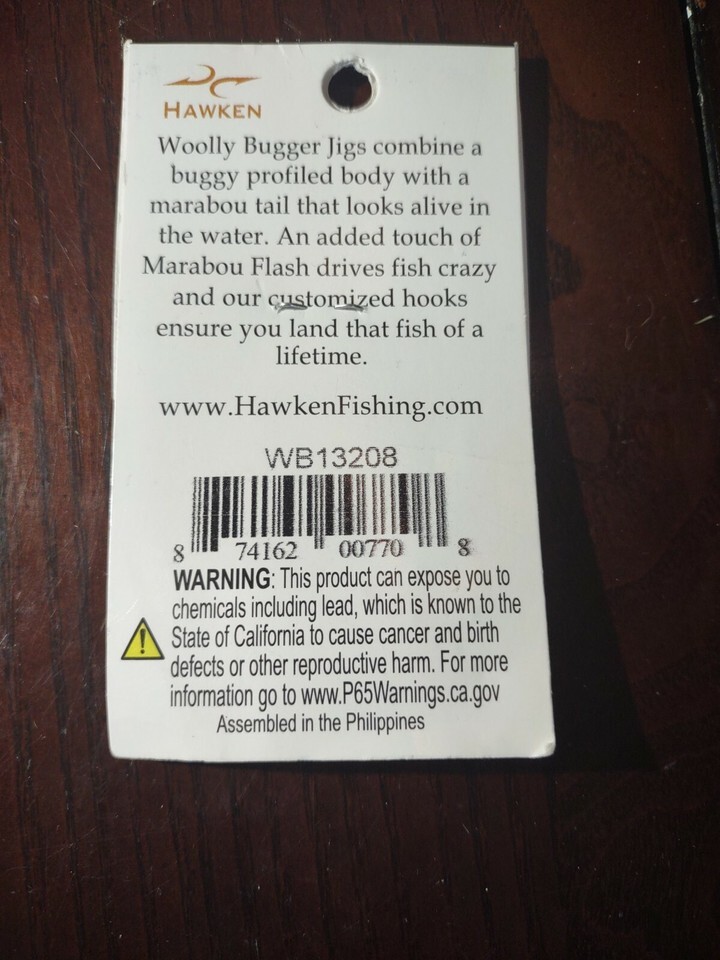 HAWKEN
Woolly Bugger Jigs combine a
buggy profiled body with a
marabou tail that looks alive in
the water. An added touch of
Marabou Flash drives fish crazy
and our customized hooks
ensure you land that fish of a
lifetime.
www.HawkenFishing.com
WB13208
8 74162 00770 8
WARNING: This product can expose you to
chemicals including lead, which is known to the
State of California to cause cancer and birth
defects or other reproductive harm. For more
information go to www.P65Warnings.ca.gov
Assembled in the Philippines